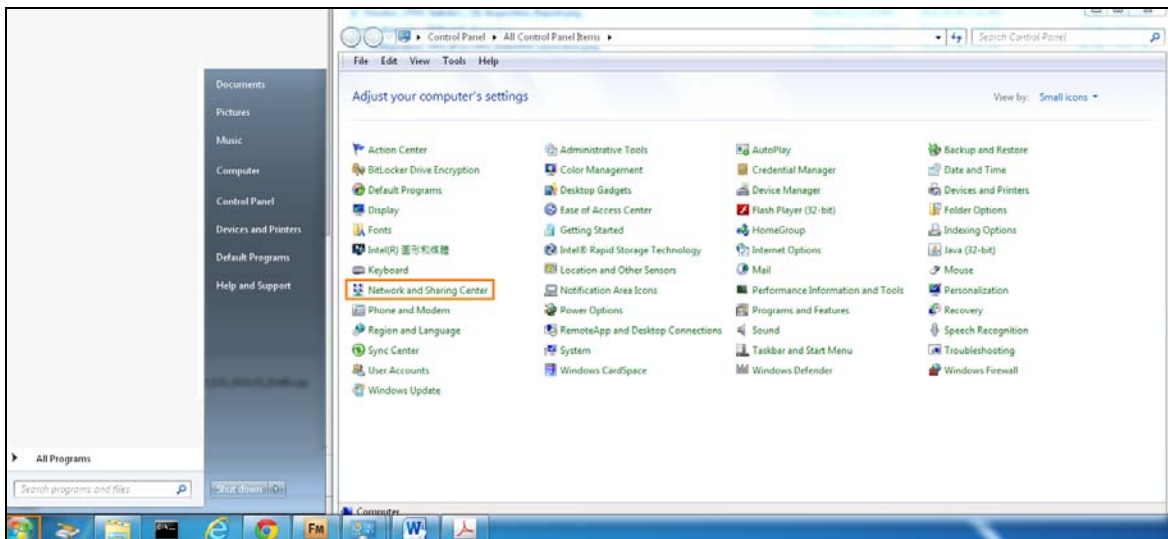 Control Panel ▸ All Control Panel Items ▸
Search Control Panel
File Edit View Tools Help
Adjust your computer's settings
View by: Small icons
Action Center
Administrative Tools
AutoPlay
Backup and Restore
BitLocker Drive Encryption
Color Management
Credential Manager
Date and Time
Default Programs
Desktop Gadgets
Device Manager
Devices and Printers
Display
Ease of Access Center
Flash Player (32-bit)
Folder Options
Fonts
Getting Started
HomeGroup
Indexing Options
Intel(R) 圖形和媒體
Intel® Rapid Storage Technology
Internet Options
Java (32-bit)
Keyboard
Location and Other Sensors
Mail
Mouse
Network and Sharing Center
Notification Area Icons
Performance Information and Tools
Personalization
Phone and Modem
Power Options
Programs and Features
Recovery
Region and Language
RemoteApp and Desktop Connections
Sound
Speech Recognition
Sync Center
System
Taskbar and Start Menu
Troubleshooting
User Accounts
Windows CardSpace
Windows Defender
Windows Firewall
Windows Update
Documents
Pictures
Music
Computer
Control Panel
Devices and Printers
Default Programs
Help and Support
All Programs
Search programs and files
Shut down
Computer
FM
W